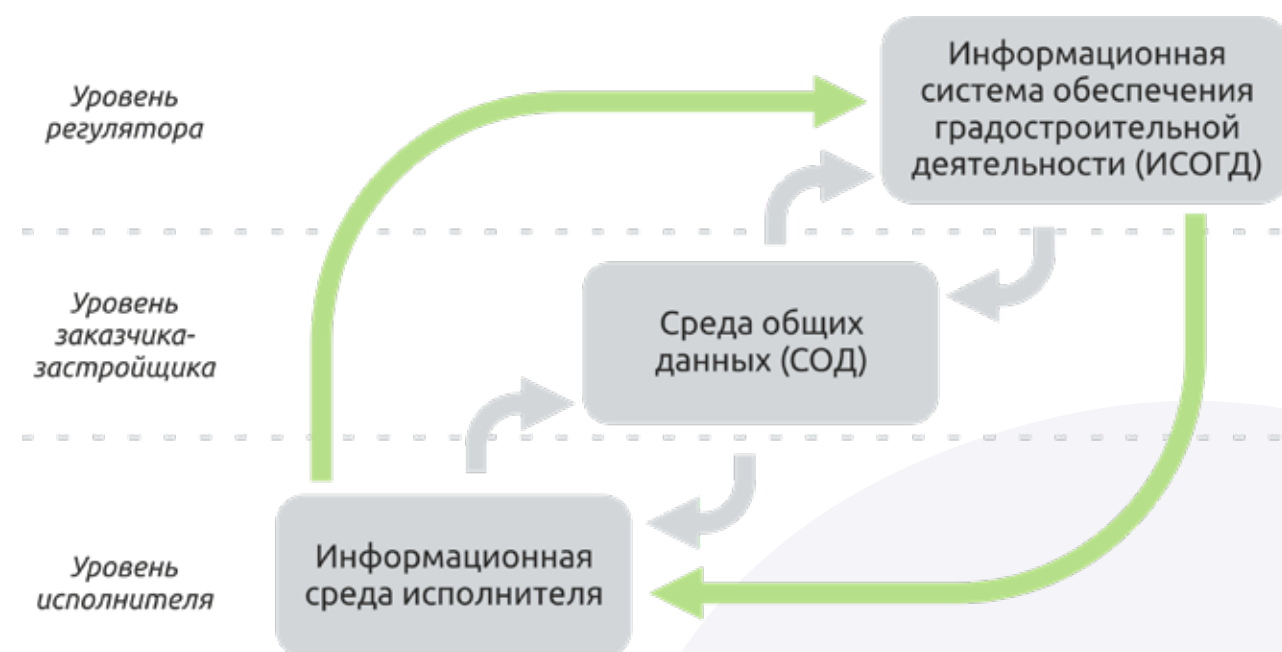 Уровень
регулятора
Информационная
система обеспечения
градостроительной
деятельности (ИСОГД)
Уровень
заказчика-
застройщика
Среда общих
данных (СОД)
Уровень
исполнителя
Информационная
среда исполнителя